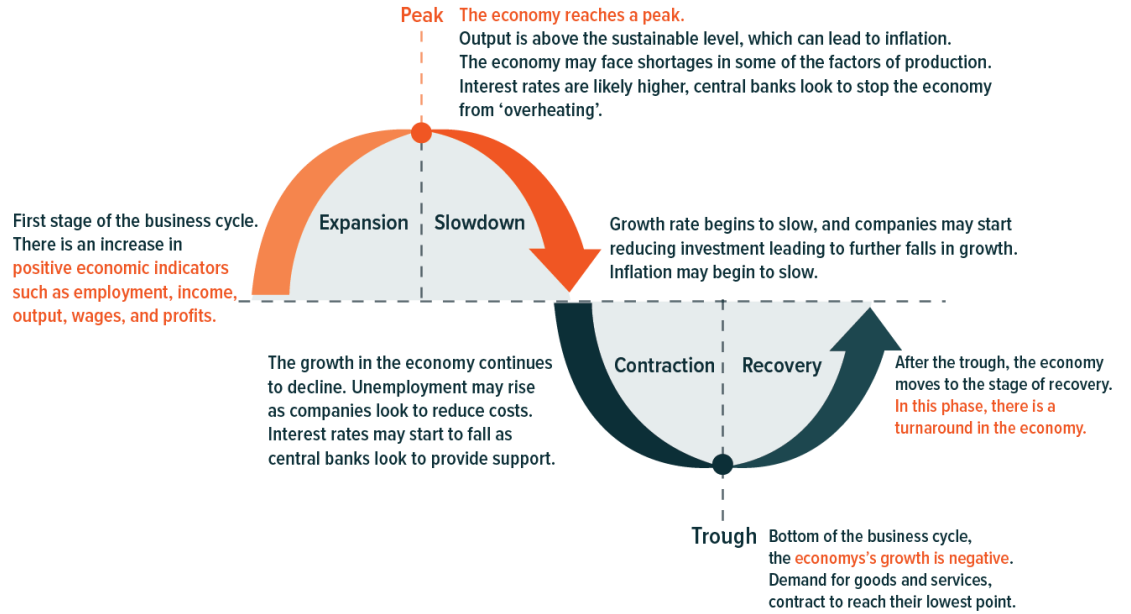 Peak
The economy reaches a peak.
Output is above the sustainable level, which can lead to inflation.
The economy may face shortages in some of the factors of production.
Interest rates are likely higher, central banks look to stop the economy
from ‘overheating’.
First stage of the business cycle.
There is an increase in
positive economic indicators
such as employment, income,
output, wages, and profits.
Expansion
Slowdown
Growth rate begins to slow, and companies may start
reducing investment leading to further falls in growth.
Inflation may begin to slow.
The growth in the economy continues
to decline. Unemployment may rise
as companies look to reduce costs.
Interest rates may start to fall as
central banks look to provide support.
Contraction
Recovery
After the trough, the economy
moves to the stage of recovery.
In this phase, there is a
turnaround in the economy.
Trough
Bottom of the business cycle,
the economys’s growth is negative.
Demand for goods and services,
contract to reach their lowest point.